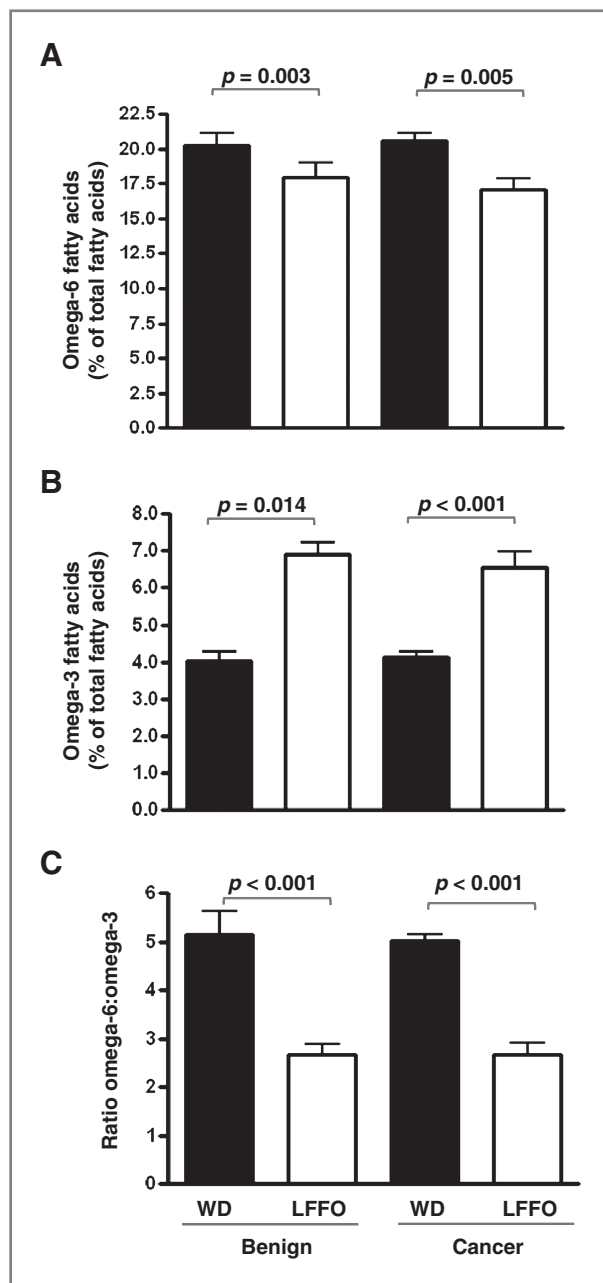 A
p = 0.003
p = 0.005
Omega-6 fatty acids
(% of total fatty acids)
22.5
20.0
17.5
15.0
12.5
10.0
7.5
5.0
2.5
0.0
B
p = 0.014
p < 0.001
Omega-3 fatty acids
(% of total fatty acids)
8.0
7.0
6.0
5.0
4.0
3.0
2.0
1.0
0.0
C
p < 0.001
p < 0.001
Ratio omega-6:omega-3
6
5
4
3
2
1
0
WD LFFO WD LFFO
Benign Cancer